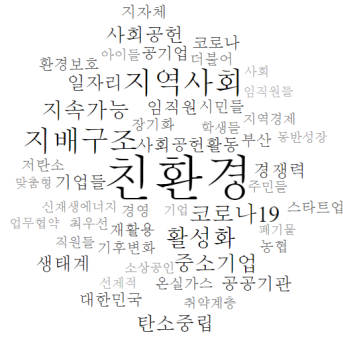 지자체
사회공헌 코로나
아이들 공기업 더불어
환경보호
일자리 지역사회 사회
임직원들
지속가능 임직원 시민들
장기화 학생들 지역경제
지배구조 사회공헌활동 부산 동반성장
저탄소 친환경 경쟁력
맞춤형 기업들 주민들
신재생에너지 경영 기업 코로나19 스타트업
업무협약 최우선 재활용 폐기물
직원들 기후변화 활성화 농협
생태계 소상공인 중소기업
선제적 온실가스 공공기관
대한민국 취약계층
탄소중립